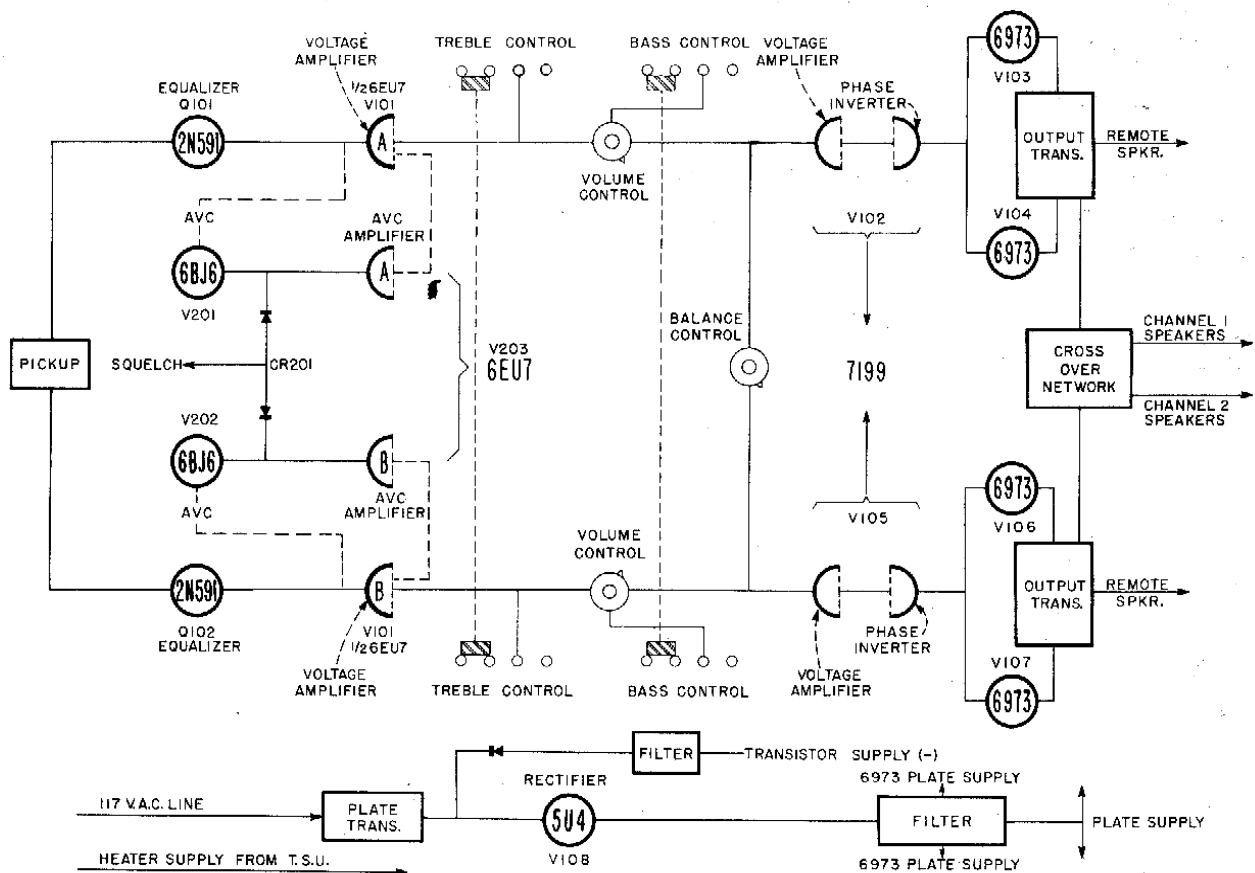 VOLTAGE
AMPLIFIER
TREBLE CONTROL
BASS CONTROL
VOLTAGE
AMPLIFIER
6973
V103
EQUALIZER
Q101
2N591
1/26EU7
V101
A
VOLUME
CONTROL
PHASE
INVERTER
OUTPUT
TRANS.
REMOTE
SPKR.
AVC
AVC
AMPLIFIER
V102
V104
6973
6BJ6
V201
A
PICKUP
SQUELCH
CR201
V203
6EU7
BALANCE
CONTROL
7199
CROSS
OVER
NETWORK
CHANNEL 1
SPEAKERS
CHANNEL 2
SPEAKERS
V202
6BJ6
B
AVC
AVC
AMPLIFIER
V105
6973
V106
VOLUME
CONTROL
2N591
Q102
EQUALIZER
B
V101
1/26EU7
VOLTAGE
AMPLIFIER
TREBLE CONTROL
BASS CONTROL
VOLTAGE
AMPLIFIER
PHASE
INVERTER
OUTPUT
TRANS.
REMOTE
SPKR.
V107
6973
FILTER
TRANSISTOR SUPPLY (-)
117 V.A.C. LINE
PLATE
TRANS.
RECTIFIER
5U4
V108
6973 PLATE SUPPLY
FILTER
PLATE SUPPLY
6973 PLATE SUPPLY
HEATER SUPPLY FROM T.S.U.